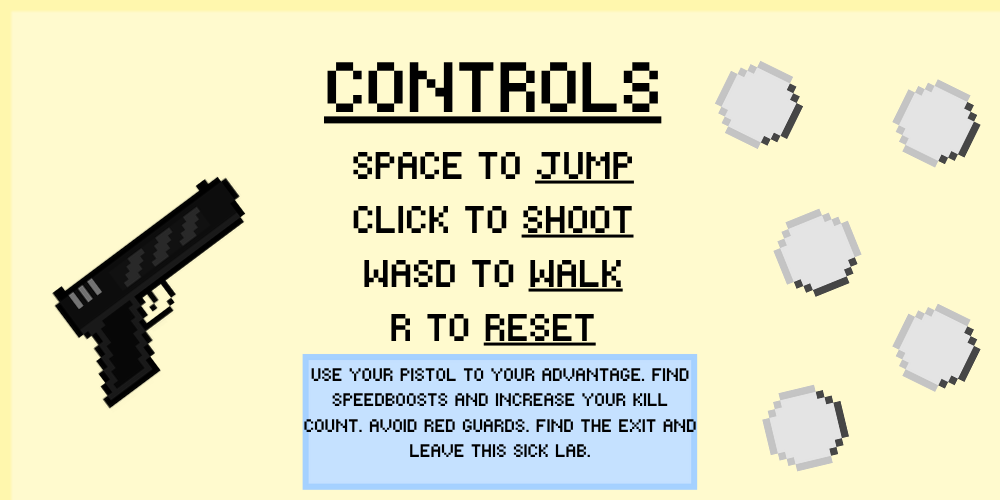 CONTROLS
SPACE TO JUMP
CLICK TO SHOOT
WASD TO WALK
R TO RESET
USE YOUR PISTOL TO YOUR ADVANTAGE. FIND
SPEEDBOOSTS AND INCREASE YOUR KILL
COUNT. AVOID RED GUARDS. FIND THE EXIT AND
LEAVE THIS SICK LAB.